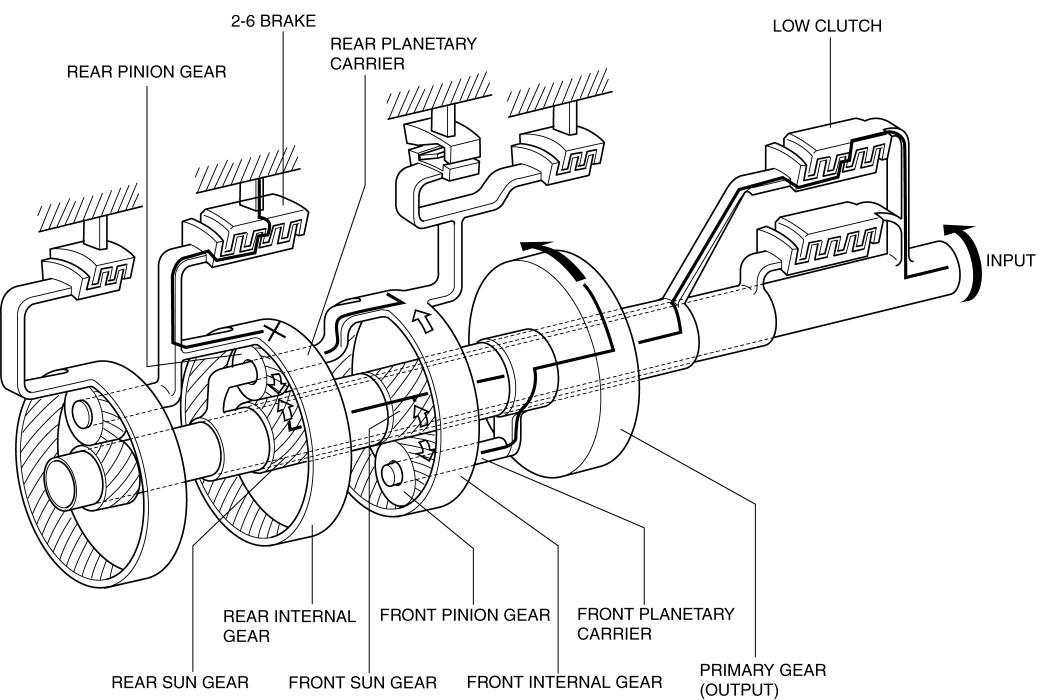 2-6 BRAKE
LOW CLUTCH
REAR PLANETARY
CARRIER
REAR PINION GEAR
INPUT
REAR INTERNAL
GEAR
FRONT PINION GEAR
FRONT PLANETARY
CARRIER
REAR SUN GEAR
FRONT SUN GEAR
FRONT INTERNAL GEAR
PRIMARY GEAR
(OUTPUT)